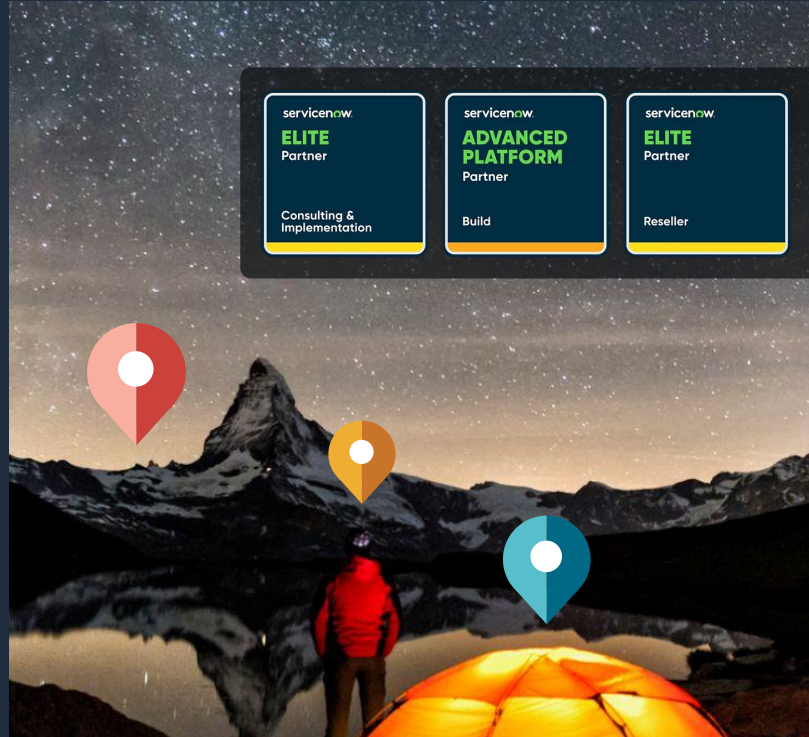 servicenow
ELITE
Partner
Consulting &
Implementation
servicenow
ADVANCED
PLATFORM
Partner
Build
servicenow
ELITE
Partner
Reseller